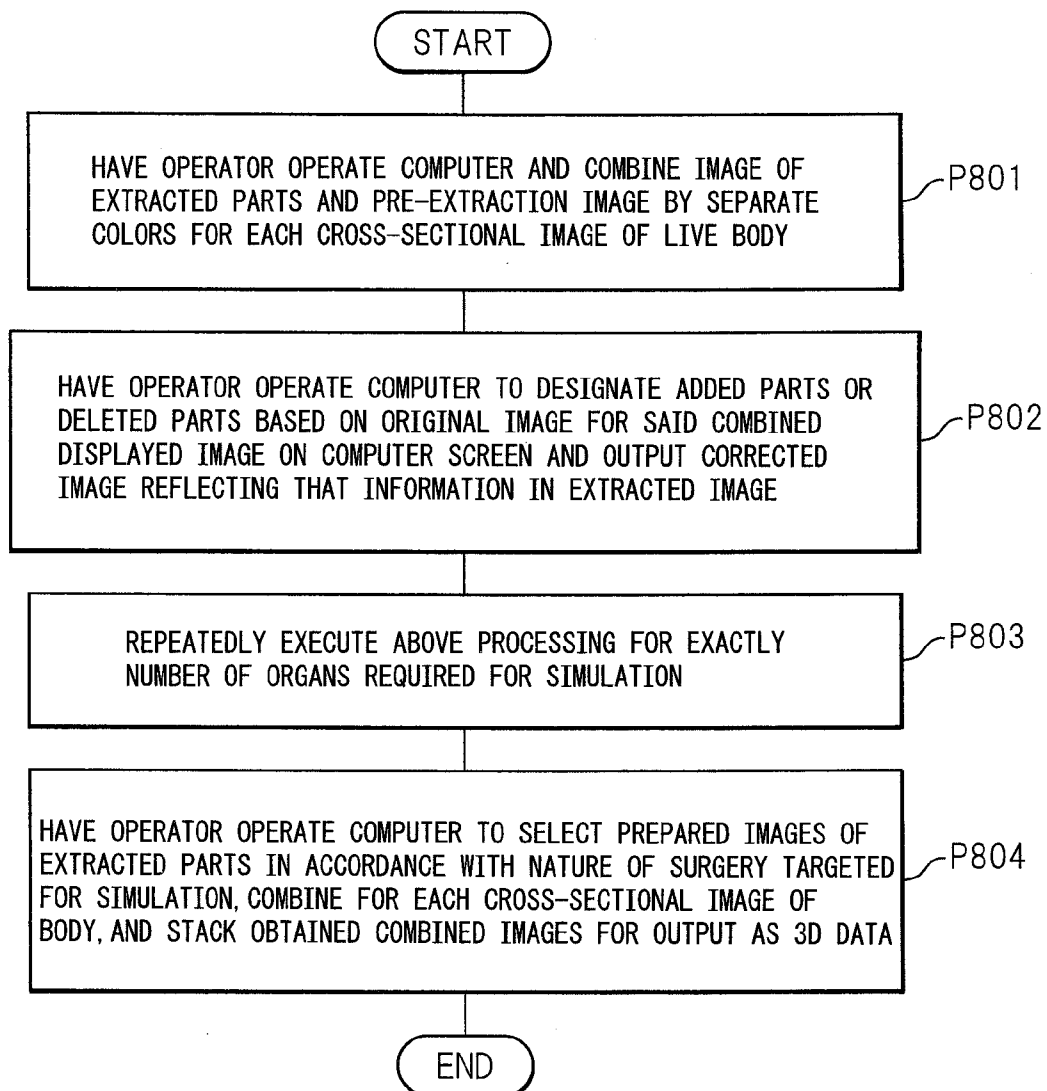 START
HAVE OPERATOR OPERATE COMPUTER AND COMBINE IMAGE OF
EXTRACTED PARTS AND PRE-EXTRACTION IMAGE BY SEPARATE
COLORS FOR EACH CROSS-SECTIONAL IMAGE OF LIVE BODY
P801
HAVE OPERATOR OPERATE COMPUTER TO DESIGNATE ADDED PARTS OR
DELETED PARTS BASED ON ORIGINAL IMAGE FOR SAID COMBINED
DISPLAYED IMAGE ON COMPUTER SCREEN AND OUTPUT CORRECTED
IMAGE REFLECTING THAT INFORMATION IN EXTRACTED IMAGE
P802
REPEATEDLY EXECUTE ABOVE PROCESSING FOR EXACTLY
NUMBER OF ORGANS REQUIRED FOR SIMULATION
P803
HAVE OPERATOR OPERATE COMPUTER TO SELECT PREPARED IMAGES OF
EXTRACTED PARTS IN ACCORDANCE WITH NATURE OF SURGERY TARGETED
FOR SIMULATION, COMBINE FOR EACH CROSS-SECTIONAL IMAGE OF
BODY, AND STACK OBTAINED COMBINED IMAGES FOR OUTPUT AS 3D DATA
P804
END